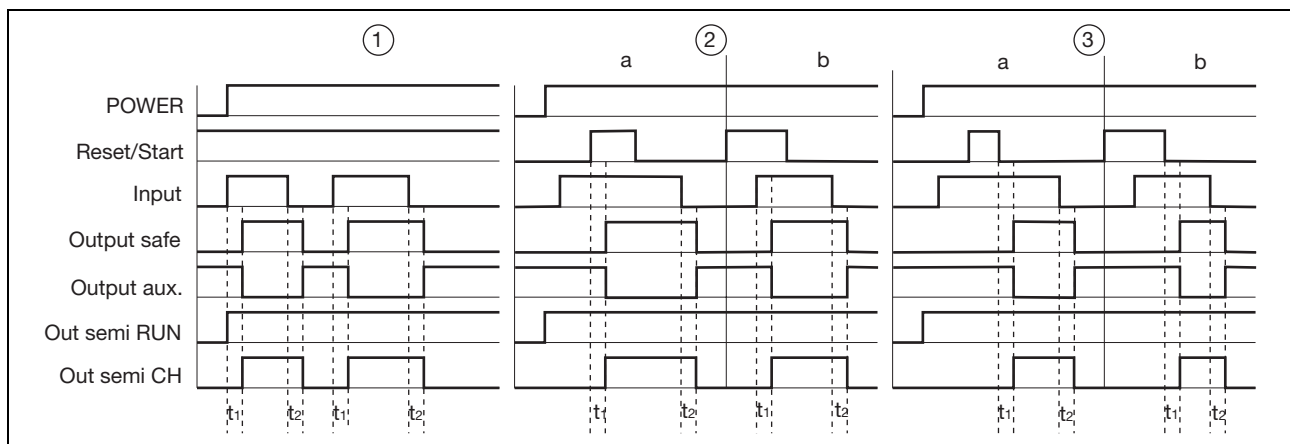 1 2 3
a b a b
POWER
Reset/Start
Input
Output safe
Output aux.
Out semi RUN
Out semi CH
t1 t2 t1 t2 t1 t2 t1 t2 t1 t2 t1 t2